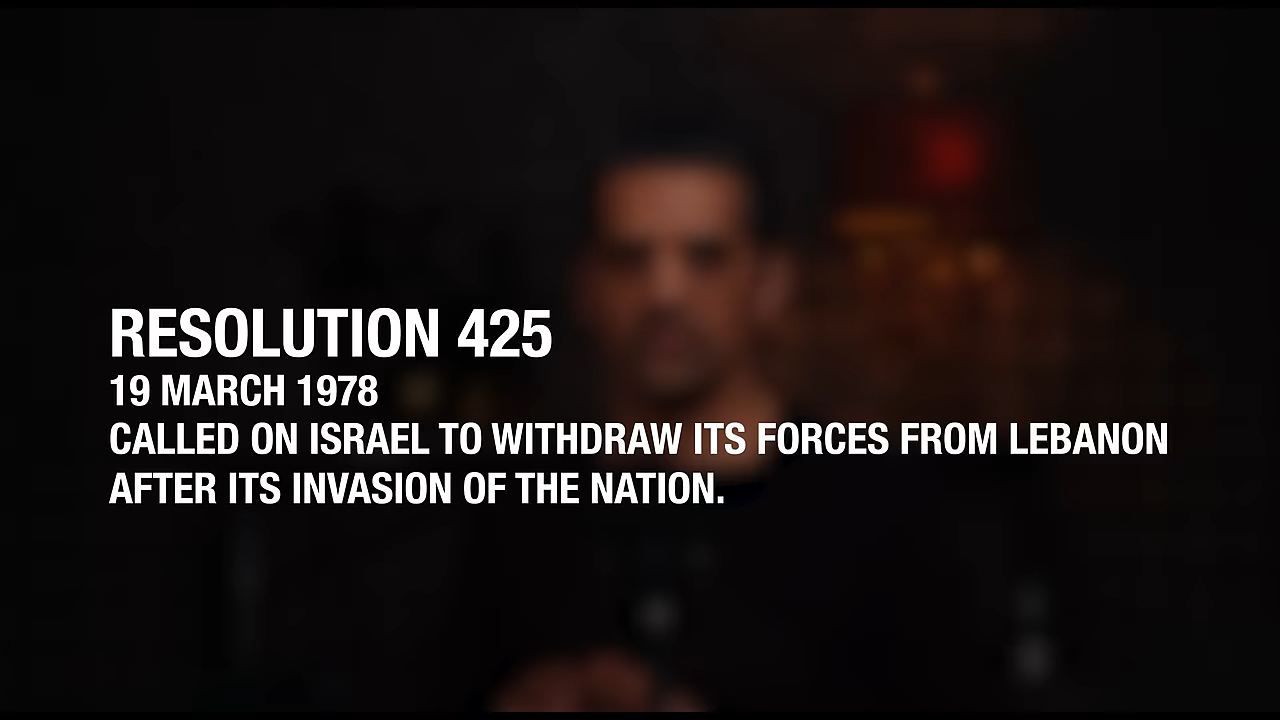 RESOLUTION 425
19 MARCH 1978
CALLED ON ISRAEL TO WITHDRAW ITS FORCES FROM LEBANON
AFTER ITS INVASION OF THE NATION.